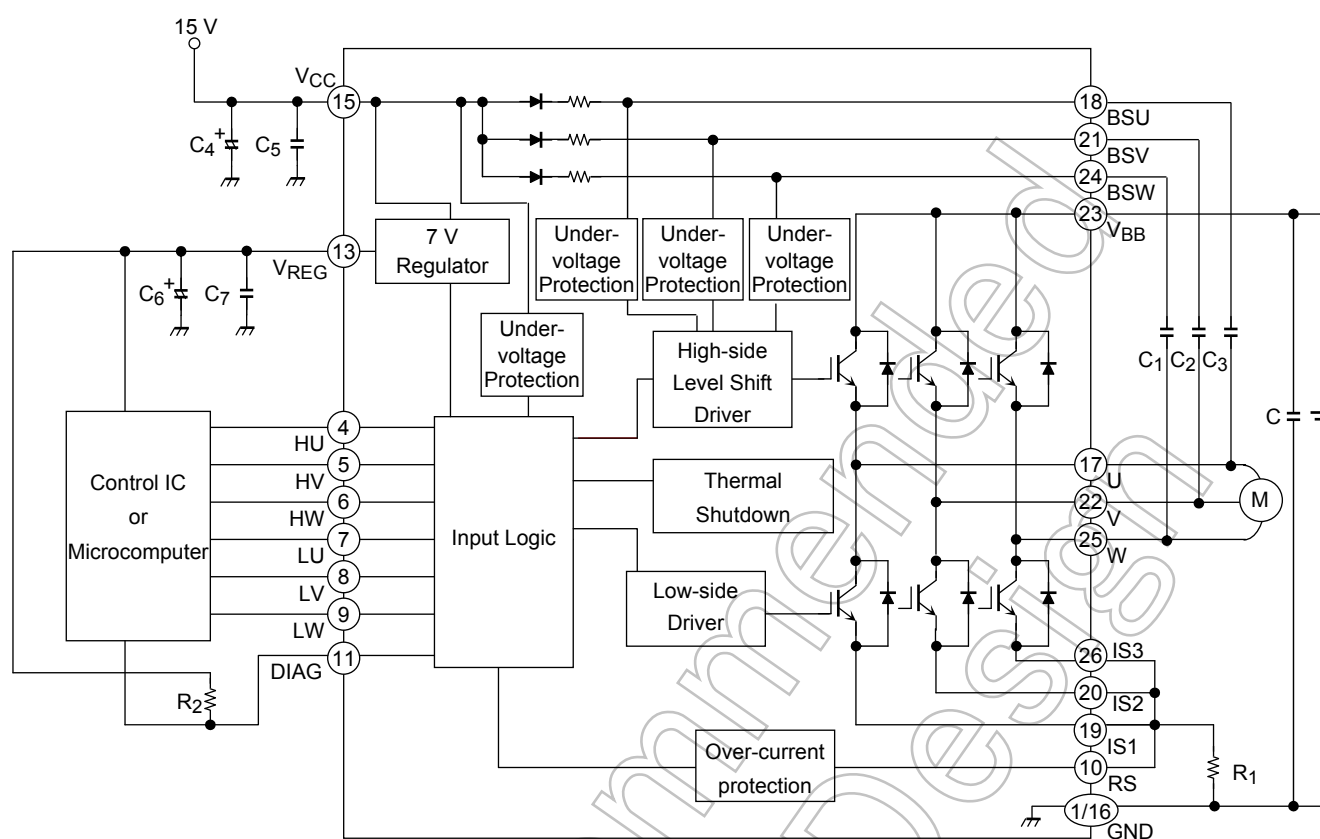 15 V
VCC
15
C4
+
C5
18
BSU
21
BSV
24
BSW
23
VBB
13
VREG
7 V
Regulator
Under-
voltage
Protection
Under-
voltage
Protection
Under-
voltage
Protection
C6
+
C7
Under-
voltage
Protection
High-side
Level Shift
Driver
C1
C2
C3
C
Control IC
or
Microcomputer
4
HU
5
HV
6
HW
7
LU
8
LV
9
LW
11
DIAG
Input Logic
Thermal
Shutdown
Low-side
Driver
17
U
22
V
25
W
M
26
IS3
20
IS2
19
IS1
10
RS
1/16
GND
R2
Over-current
protection
R1
mmended
Design